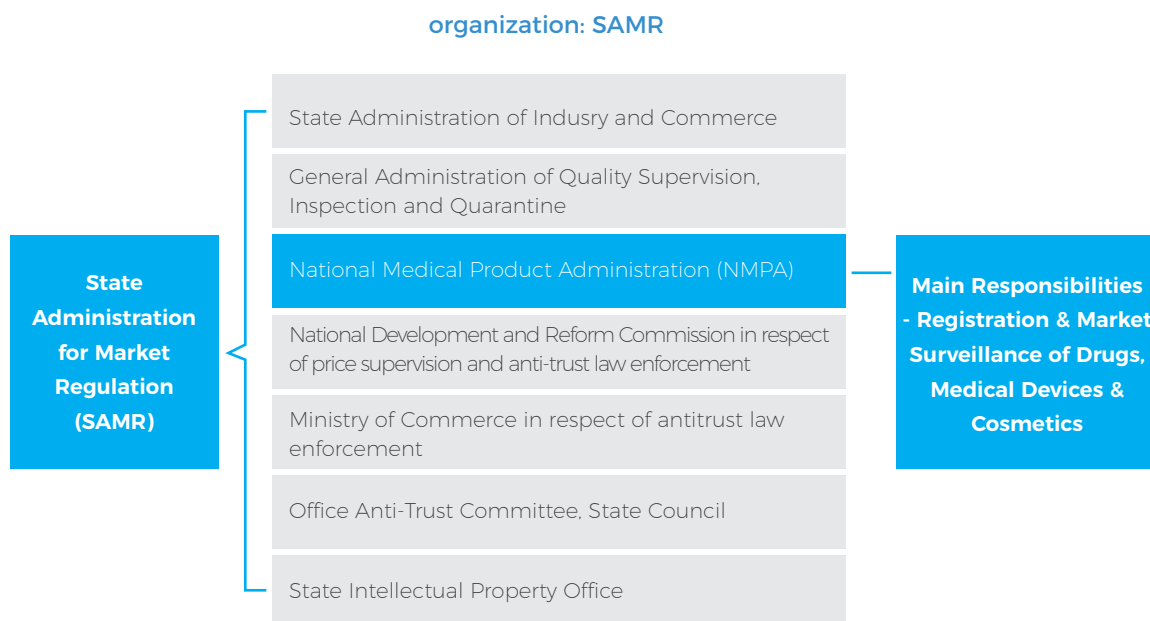 organization: SAMR
State Administration of Indusry and Commerce
General Administration of Quality Supervision,
Inspection and Quarantine
State
Administration
for Market
Regulation
(SAMR)
National Medical Product Administration (NMPA)
Main Responsibilities
- Registration & Market
Surveillance of Drugs,
Medical Devices &
Cosmetics
National Development and Reform Commission in respect
of price supervision and anti-trust law enforcement
Ministry of Commerce in respect of antitrust law
enforcement
Office Anti-Trust Committee, State Council
State Intellectual Property Office